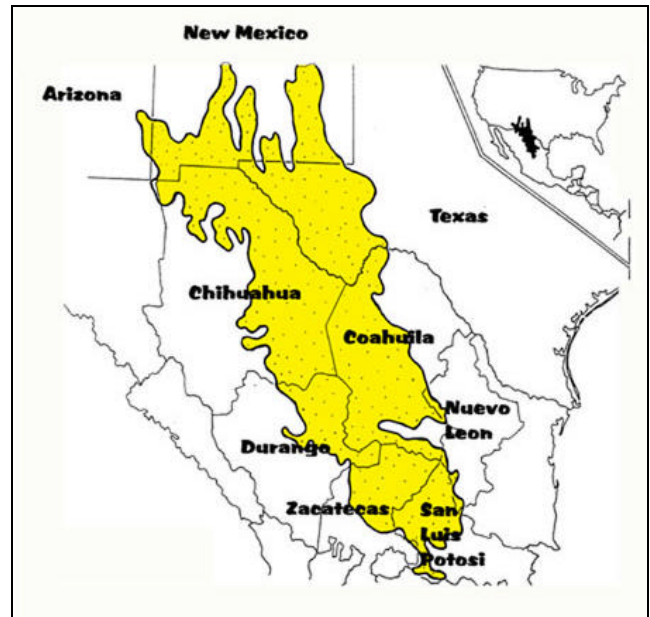 New Mexico
Arizona
Texas
Chihuahua
Coahuila
Nuevo
Leon
Durango
Zacatecas
San
Luis
Potosi